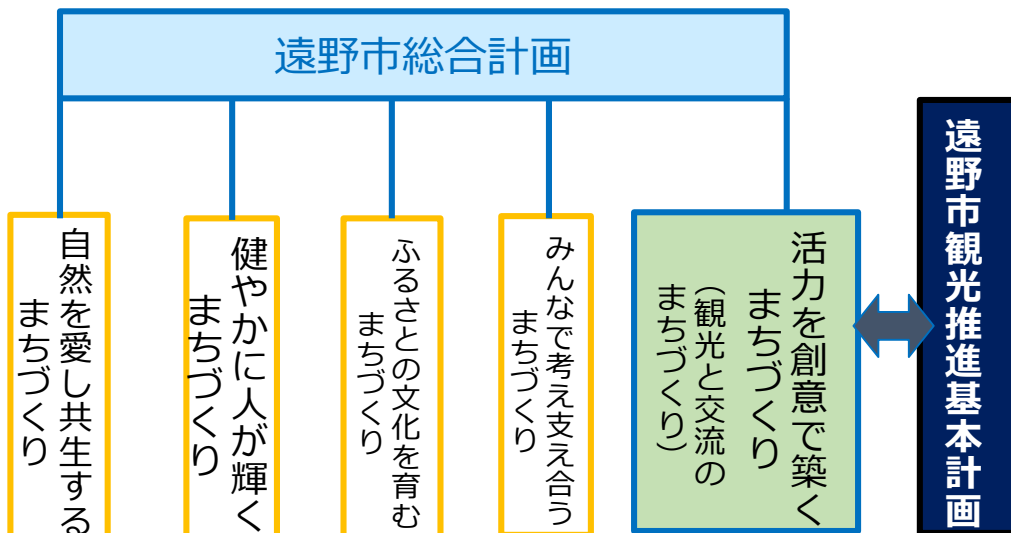 遠野市総合計画
自然を愛し共生する
まちづくり
健やかに人が輝く
まちづくり
ふるさとの文化を育む
まちづくり
みんなで考え支え合う
まちづくり
活力を創意で築く
まちづくり
（観光と交流の
まちづくり）
遠野市観光推進基本計画